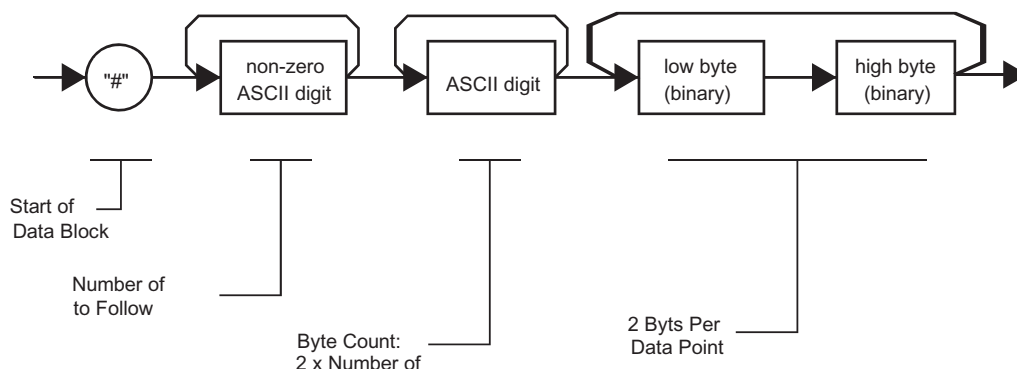 "#"
non-zero
ASCII digit
ASCII digit
low byte
(binary)
high byte
(binary)
Start of
Data Block
Number of
to Follow
Byte Count:
2 x Number of
2 Byts Per
Data Point